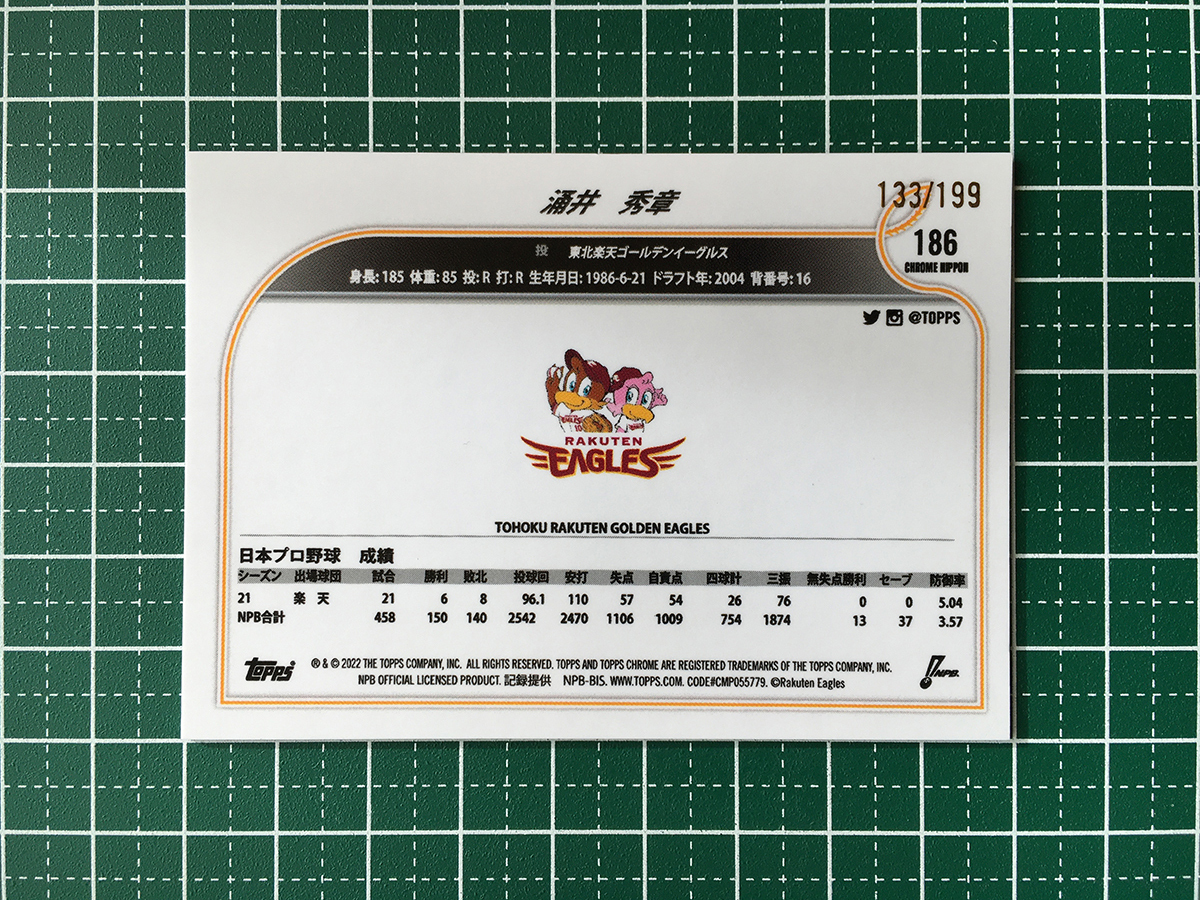 涌井 秀章
133/199
186
CHROME NIPPON
投 東北楽天ゴールデンイーグルス
身長: 185 体重: 85 投: R 打: R 生年月日: 1986-6-21 ドラフト年: 2004 背番号: 16
@TOPPS
EAGLES
10
RAKUTEN
EAGLES
TOHOKU RAKUTEN GOLDEN EAGLES
日本プロ野球 成績
シーズン 出場球団 試合 勝利 敗北 投球回 安打 失点 自責点 四球計 三振 無失点勝利 セーブ 防御率
21 楽天 21 6 8 96.1 110 57 54 26 76 0 0 5.04
NPB合計 458 150 140 2542 2470 1106 1009 754 1874 13 37 3.57
Topps
® & © 2022 THE TOPPS COMPANY, INC. ALL RIGHTS RESERVED. TOPPS AND TOPPS CHROME ARE REGISTERED TRADEMARKS OF THE TOPPS COMPANY, INC.
NPB OFFICIAL LICENSED PRODUCT. 記録提供 NPB-BIS. WWW.TOPPS.COM. CODE#CMP055779. ©Rakuten Eagles
NPB.